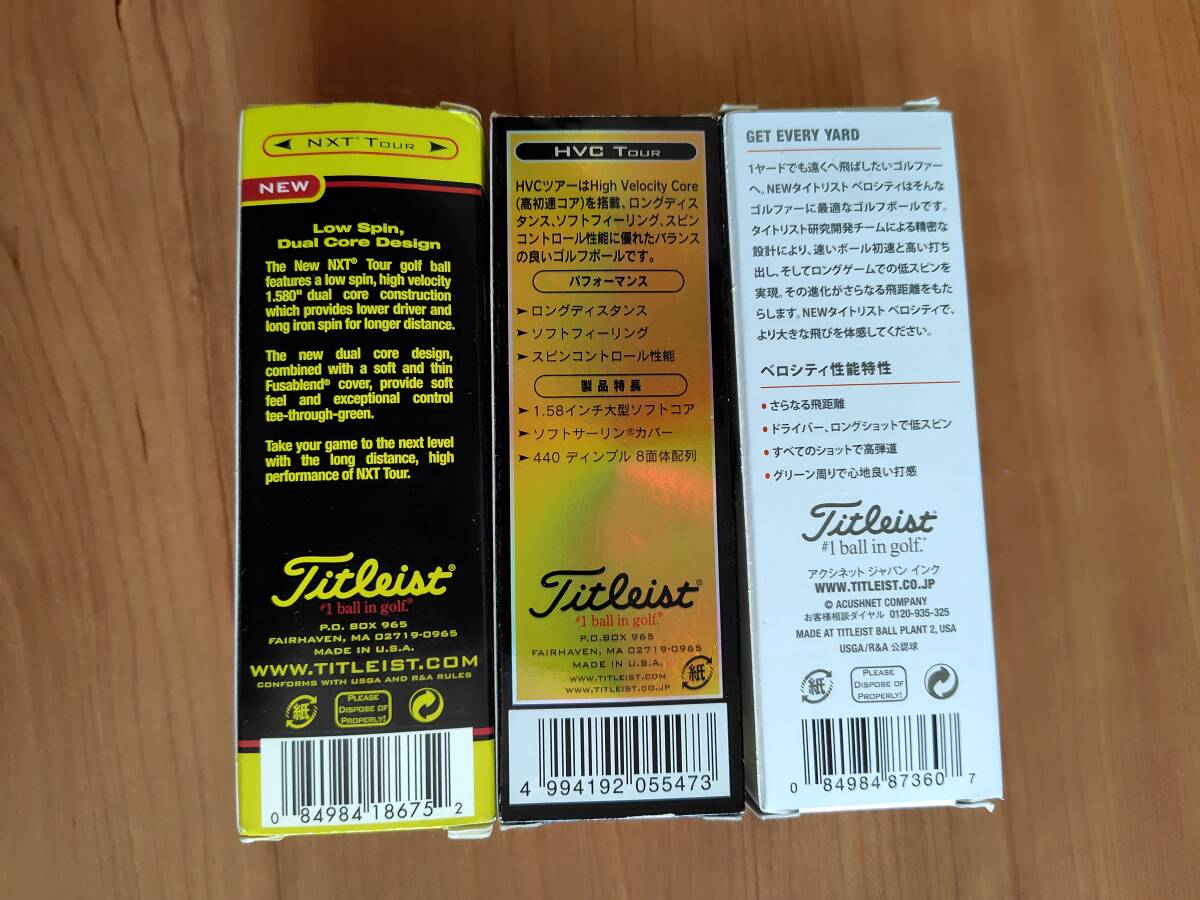 NXT® TOUR
NEW
Low Spin,
Dual Core Design
The New NXT® Tour golf ball
features a low spin, high velocity
1.580" dual core construction
which provides lower driver and
long iron spin for longer distance.
The new dual core design,
combined with a soft and thin
Fusablend® cover, provide soft
feel and exceptional control
tee-through-green.
Take your game to the next level
with the long distance, high
performance of NXT Tour.
Titleist®
#1 ball in golf.®
P.O. BOX 965
FAIRHAVEN, MA 02719-0965
MADE IN U.S.A.
WWW.TITLEIST.COM
CONFORMS WITH USGA AND R&A RULES
紙
PLEASE
DISPOSE OF
PROPERLY!
0 84984 18675 2
HVC TOUR
HVCツアーはHigh Velocity Core
(高初速コア)を搭載、ロングディス
タンス、ソフトフィーリング、スピン
コントロール性能に優れたバランス
の良いゴルフボールです。
パフォーマンス
➤ロングディスタンス
➤ソフトフィーリング
➤スピンコントロール性能
製品特長
➤1.58インチ大型ソフトコア
➤ソフトサーリン®カバー
➤440 ディンプル 8面体配列
Titleist®
#1 ball in golf.®
P.O.BOX 965
FAIRHAVEN, MA 02719-0965
MADE IN U.S.A.
WWW.TITLEIST.COM
WWW.TITLEIST.CO.JP
紙
4 994192 055473
GET EVERY YARD
1ヤードでも遠くへ飛ばしたいゴルファー
へ。NEWタイトリスト ベロシティはそんな
ゴルファーに最適なゴルフボールです。
タイトリスト研究開発チームによる精密な
設計により、速いボール初速と高い打ち
出し、そしてロングゲームでの低スピンを
実現。その進化がさらなる飛距離をもた
らします。NEWタイトリスト ベロシティで、
より大きな飛びを体感してください。
ベロシティ性能特性
•さらなる飛距離
•ドライバー、ロングショットで低スピン
•すべてのショットで高弾道
•グリーン周りで心地良い打感
Titleist®
#1 ball in golf.®
アクシネット ジャパン インク
WWW.TITLEIST.CO.JP
© ACUSHNET COMPANY
お客様相談ダイヤル 0120-935-325
MADE AT TITLEIST BALL PLANT 2, USA
USGA/R&A 公認球
紙
PLEASE
DISPOSE OF
PROPERLY!
0 84984 87360 7